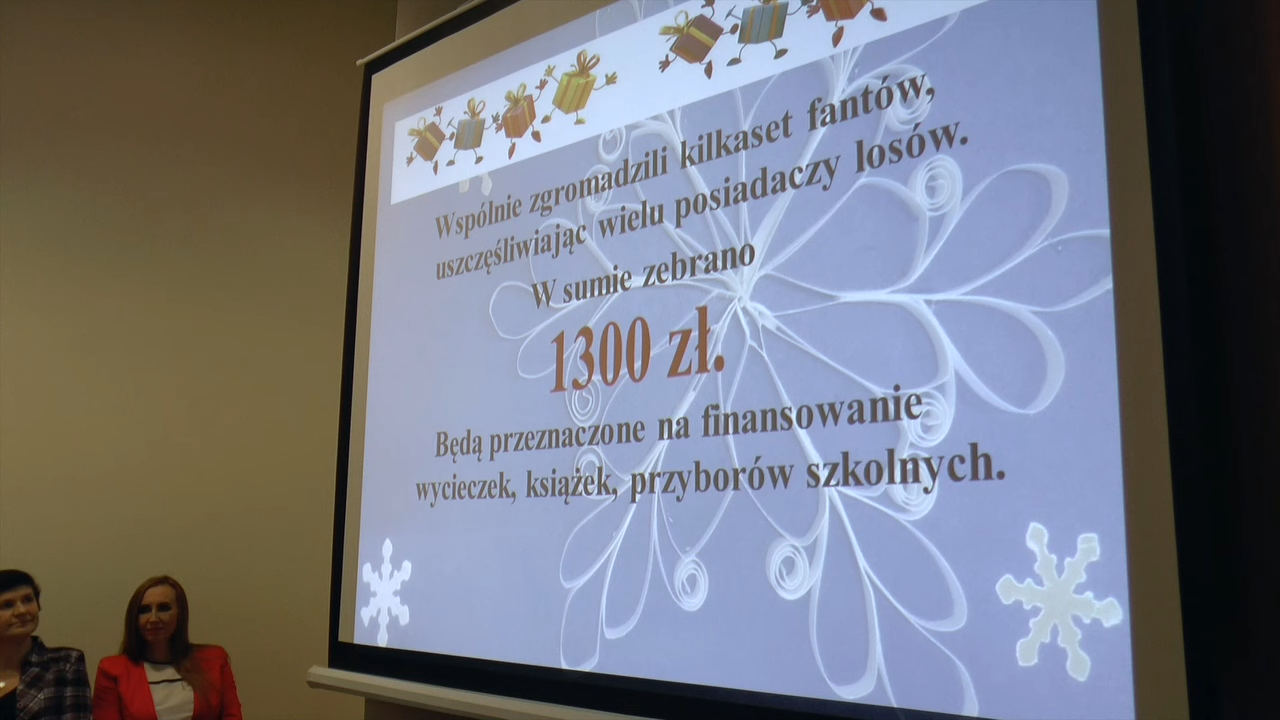 Wspólnie zgromadzili kilkaset fantów,
uszczęśliwiając wielu posiadaczy losów.
W sumie zebrano
1300 zł.
Będą przeznaczone na finansowanie
wycieczek, książek, przyborów szkolnych.